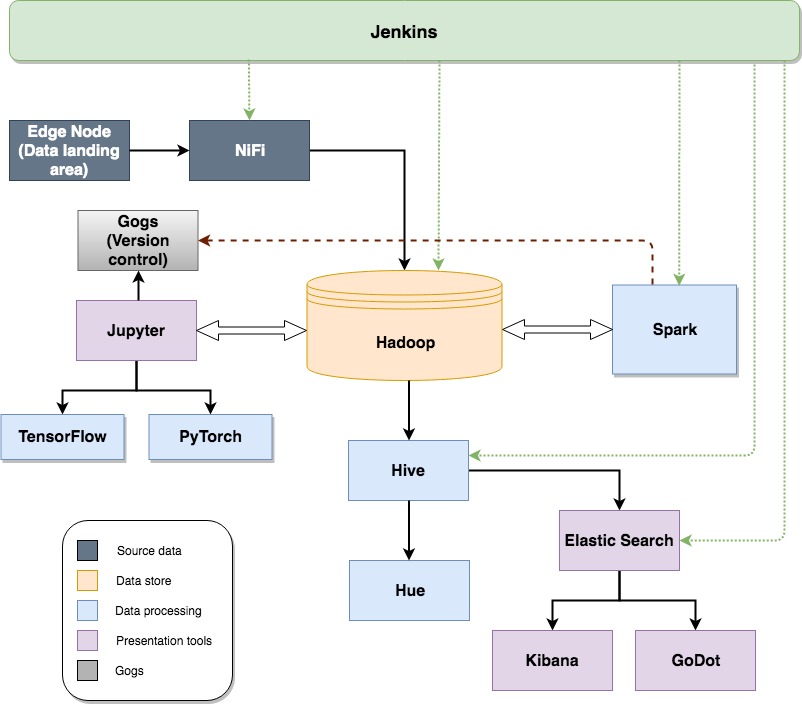 Jenkins
Edge Node
(Data landing
area)
NiFi
Gogs
(Version
control)
Jupyter
Hadoop
Spark
TensorFlow
PyTorch
Hive
Elastic Search
Hue
Kibana
GoDot
Source data
Data store
Data processing
Presentation tools
Gogs